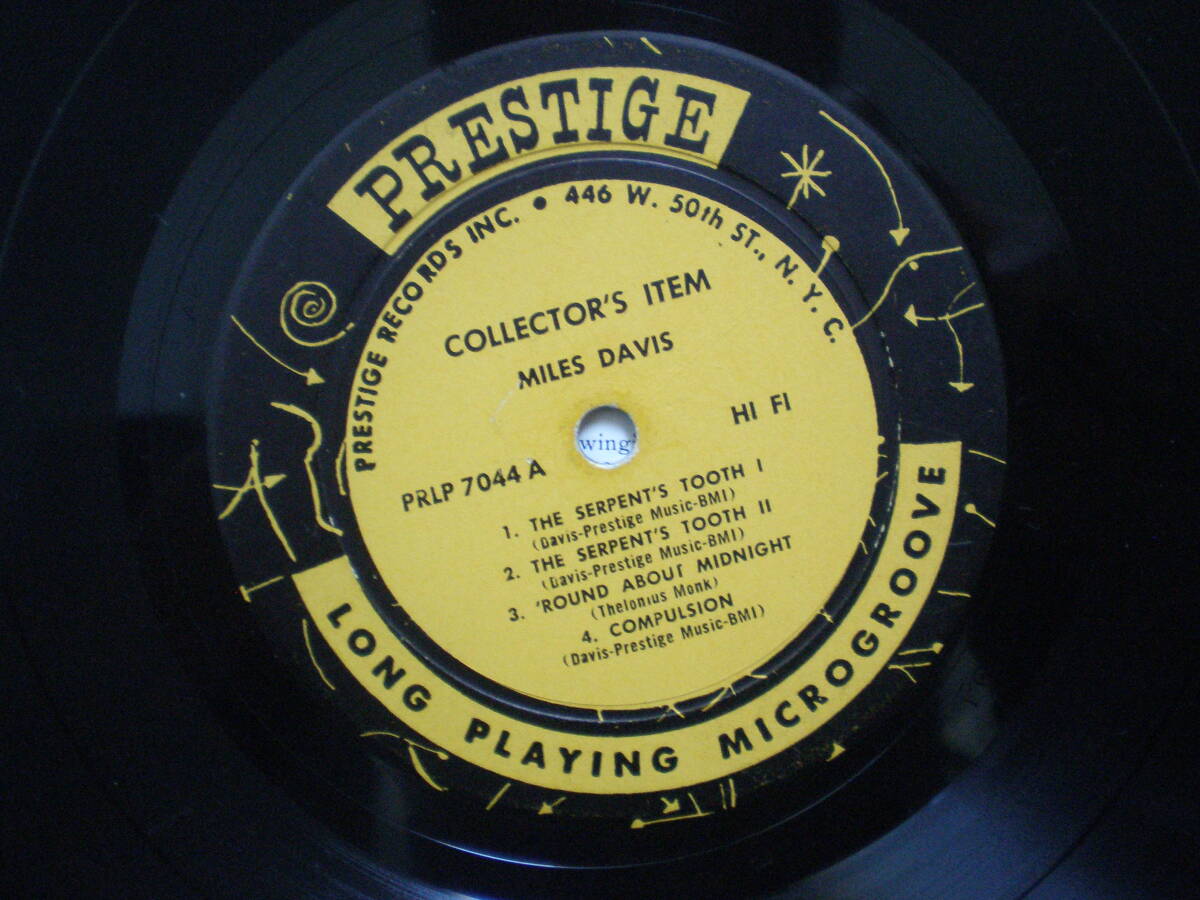 PRESTIGE
PRESTIGE RECORDS INC. • 446 W. 50th ST., N. Y. C.
COLLECTOR'S ITEM
MILES DAVIS
HI FI
wing
PRLP 7044 A
1. THE SERPENT'S TOOTH I
(Davis-Prestige Music-BMI)
2. THE SERPENT'S TOOTH II
(Davis-Prestige Music-BMI)
3. 'ROUND ABOUT MIDNIGHT
(Thelonius Monk)
4. COMPULSION
(Davis-Prestige Music-BMI)
LONG PLAYING MICROGROOVE